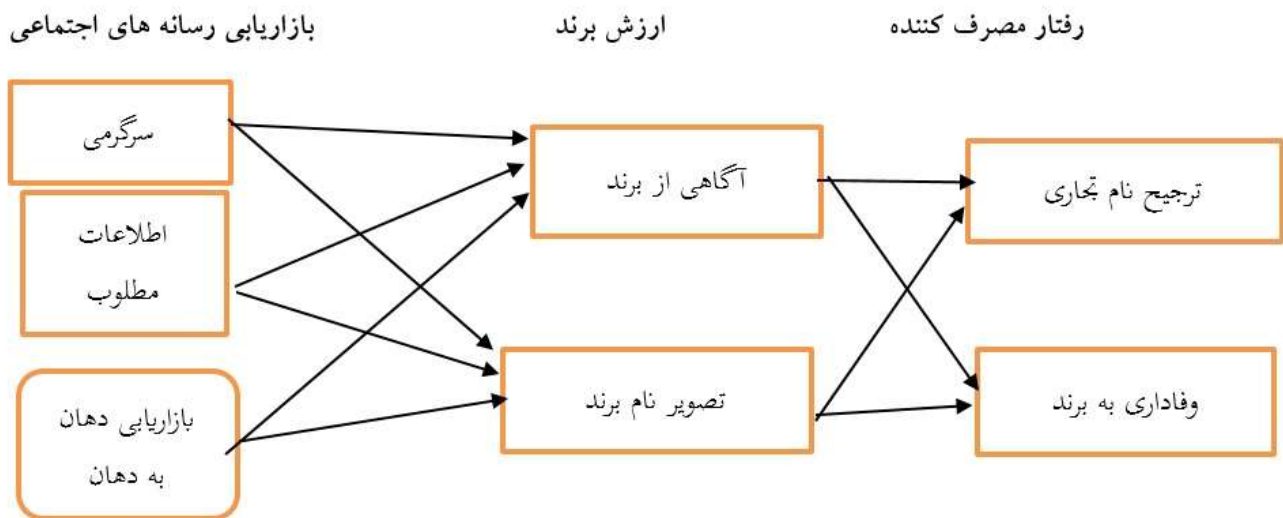 بازاریابی رسانه های اجتماعی
ارزش برند
رفتار مصرف کننده
سرگرمی
اطلاعات
مطلوب
بازاریابی دهان
به دهان
آگاهی از برند
تصویر نام برند
ترجیح نام تجاری
وفاداری به برند